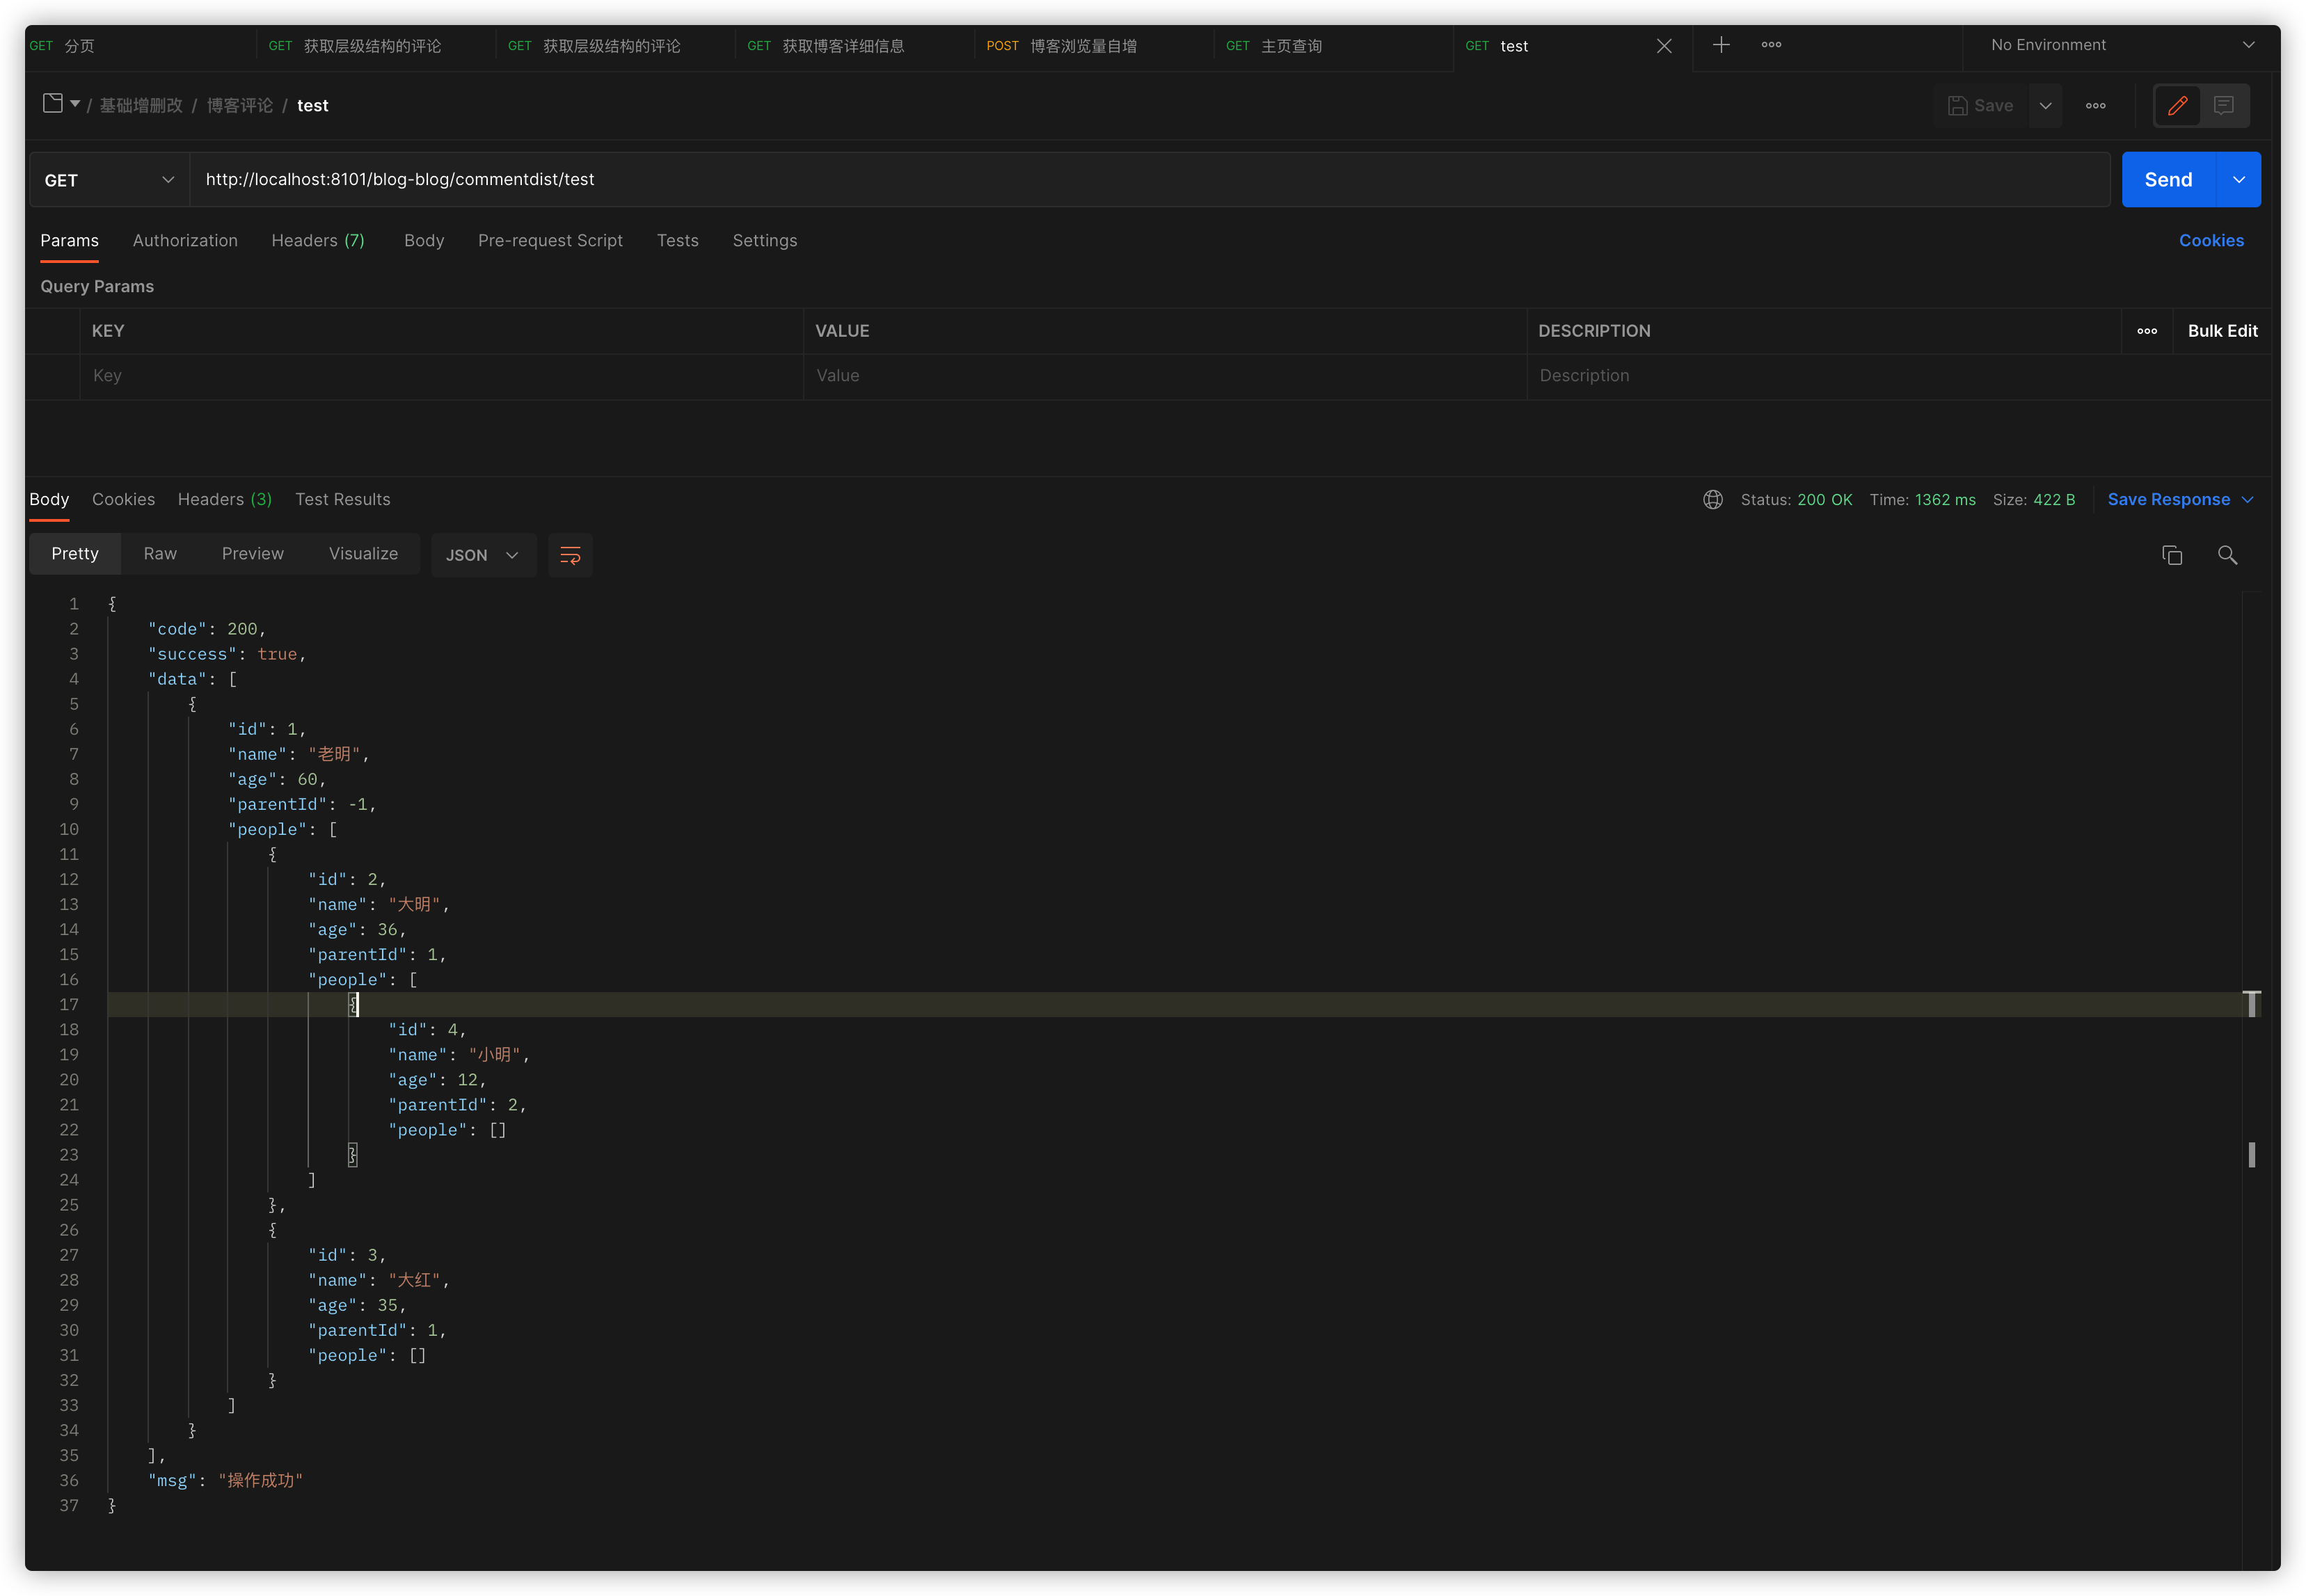 GET 分页 GET 获取层级结构的评论 GET 获取层级结构的评论 GET 获取博客详细信息 POST 博客浏览量自增 GET 主页查询 GET test No Environment
/ 基础增删改 / 博客评论 / test Save
GET http://localhost:8101/blog-blog/commentdist/test Send
Params Authorization Headers (7) Body Pre-request Script Tests Settings Cookies
Query Params
KEY VALUE DESCRIPTION Bulk Edit
Key Value Description
Body Cookies Headers (3) Test Results Status: 200 OK Time: 1362 ms Size: 422 B Save Response
Pretty Raw Preview Visualize JSON
1 {
2 "code": 200,
3 "success": true,
4 "data": [
5 {
6 "id": 1,
7 "name": "老明",
8 "age": 60,
9 "parentId": -1,
10 "people": [
11 {
12 "id": 2,
13 "name": "大明",
14 "age": 36,
15 "parentId": 1,
16 "people": [
17 {
18 "id": 4,
19 "name": "小明",
20 "age": 12,
21 "parentId": 2,
22 "people": []
23 }
24 ]
25 },
26 {
27 "id": 3,
28 "name": "大红",
29 "age": 35,
30 "parentId": 1,
31 "people": []
32 }
33 ]
34 }
35 ],
36 "msg": "操作成功"
37 }